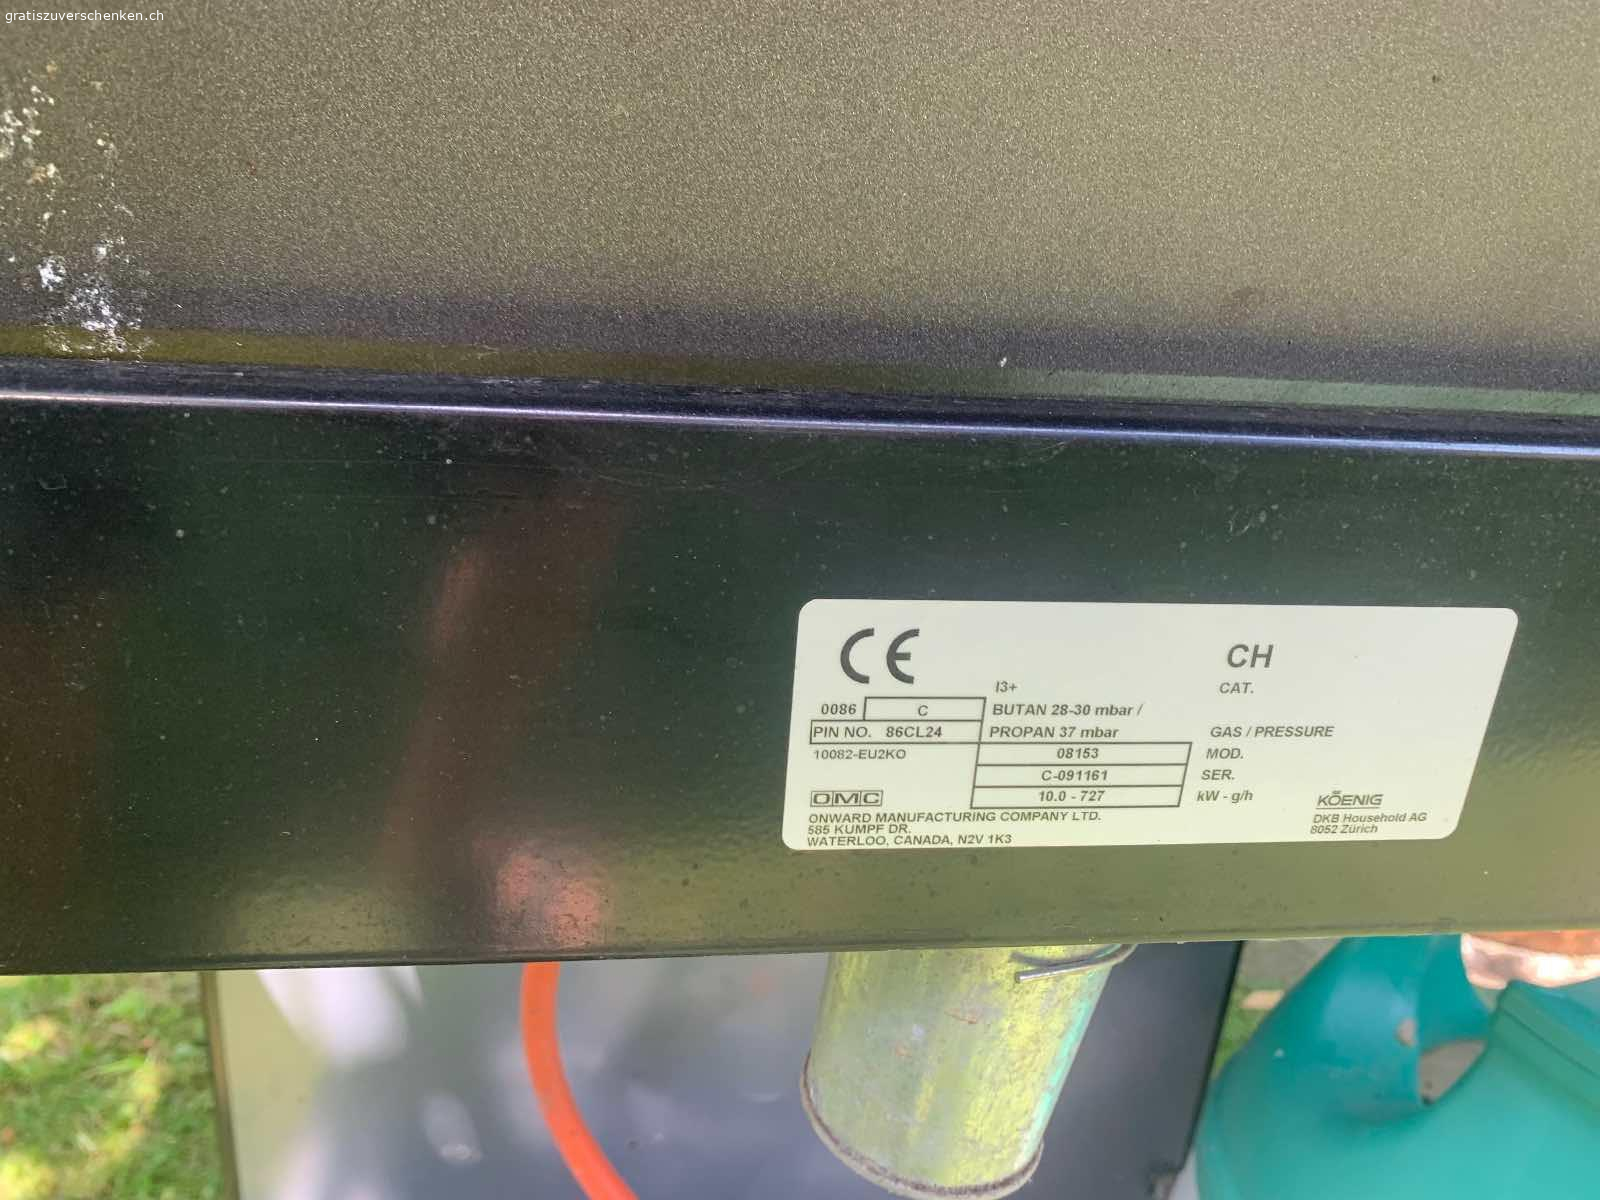 gratiszuverschenken.ch
CE
CH
I3+ CAT.
0086 C BUTAN 28-30 mbar /
PIN NO. 86CL24 PROPAN 37 mbar GAS / PRESSURE
10082-EU2KO 08153 MOD.
C-091161 SER.
10.0 - 727 kW - g/h
OMC
ONWARD MANUFACTURING COMPANY LTD.
585 KUMPF DR.
WATERLOO, CANADA, N2V 1K3
KÖENIG
DKB Household AG
8052 Zürich